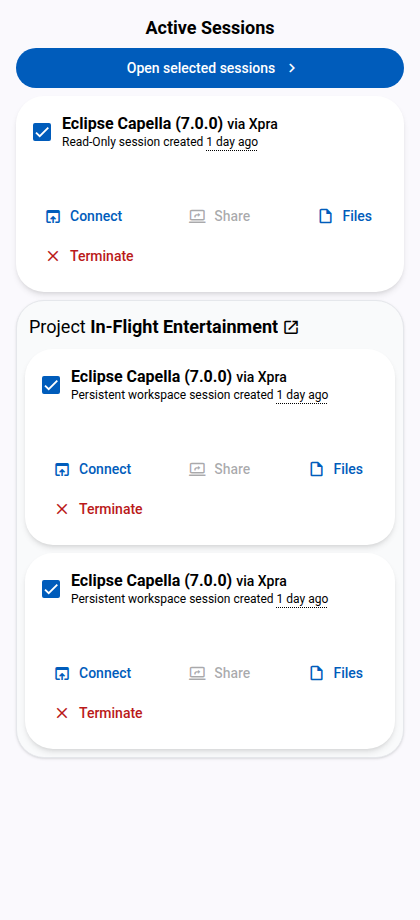 Active Sessions
Open selected sessions
Eclipse Capella (7.0.0) via Xpra
Read-Only session created 1 day ago
Connect Share Files
Terminate
Project In-Flight Entertainment
Eclipse Capella (7.0.0) via Xpra
Persistent workspace session created 1 day ago
Connect Share Files
Terminate
Eclipse Capella (7.0.0) via Xpra
Persistent workspace session created 1 day ago
Connect Share Files
Terminate